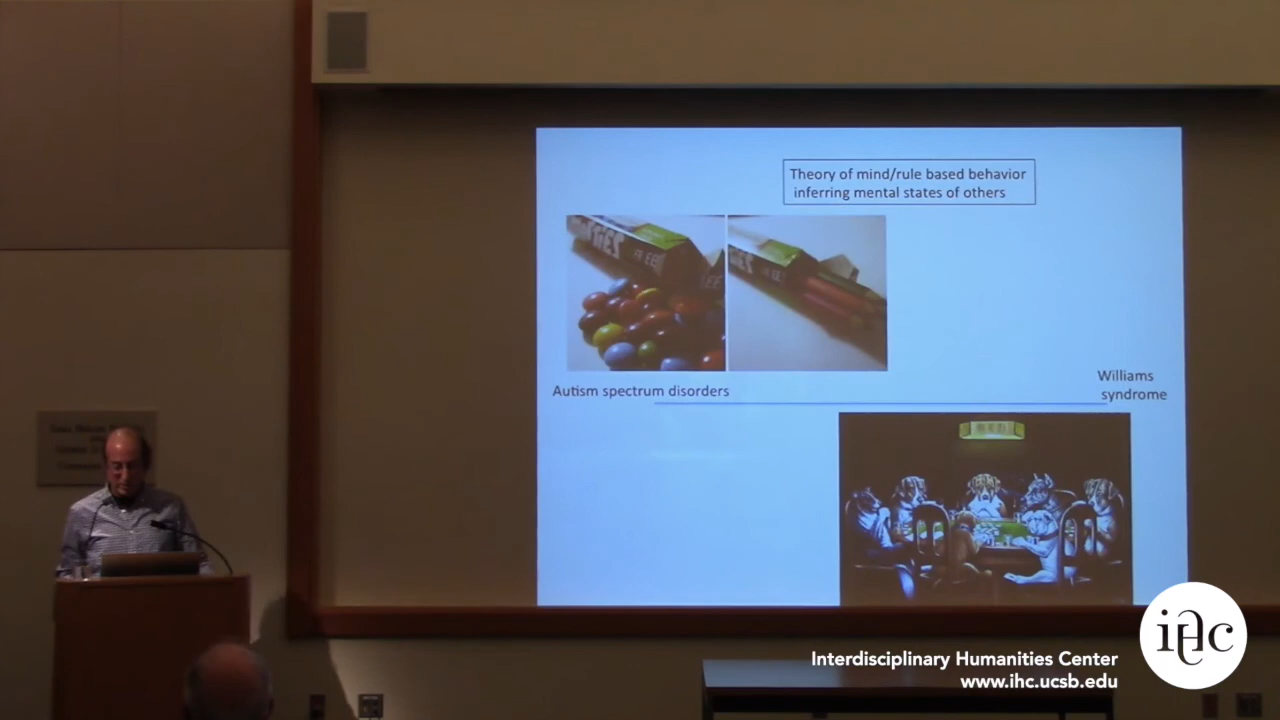 Theory of mind/rule based behavior
inferring mental states of others
Autism spectrum disorders
Williams
syndrome
ihc
Interdisciplinary Humanities Center
www.ihc.ucsb.edu